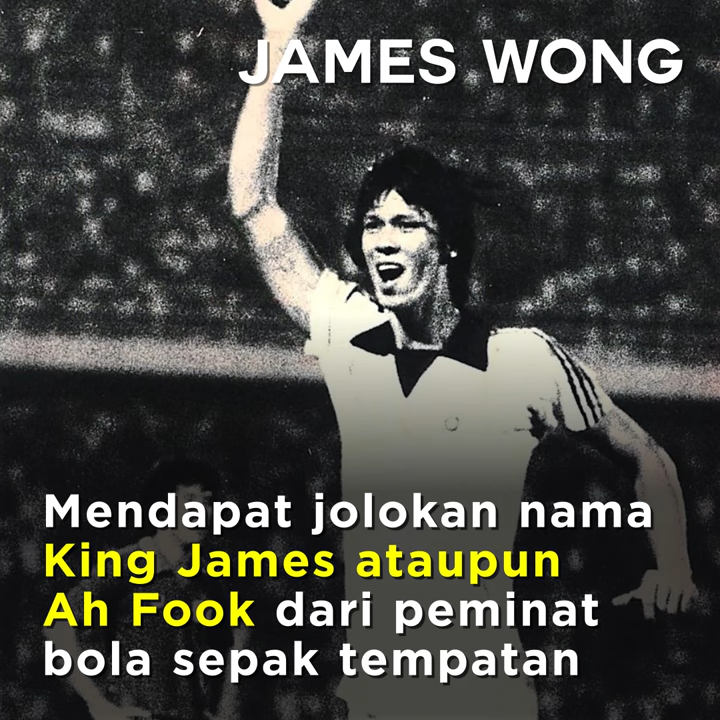 JAMES WONG
Mendapat jolokan nama
King James ataupun
Ah Fook dari peminat
bola sepak tempatan